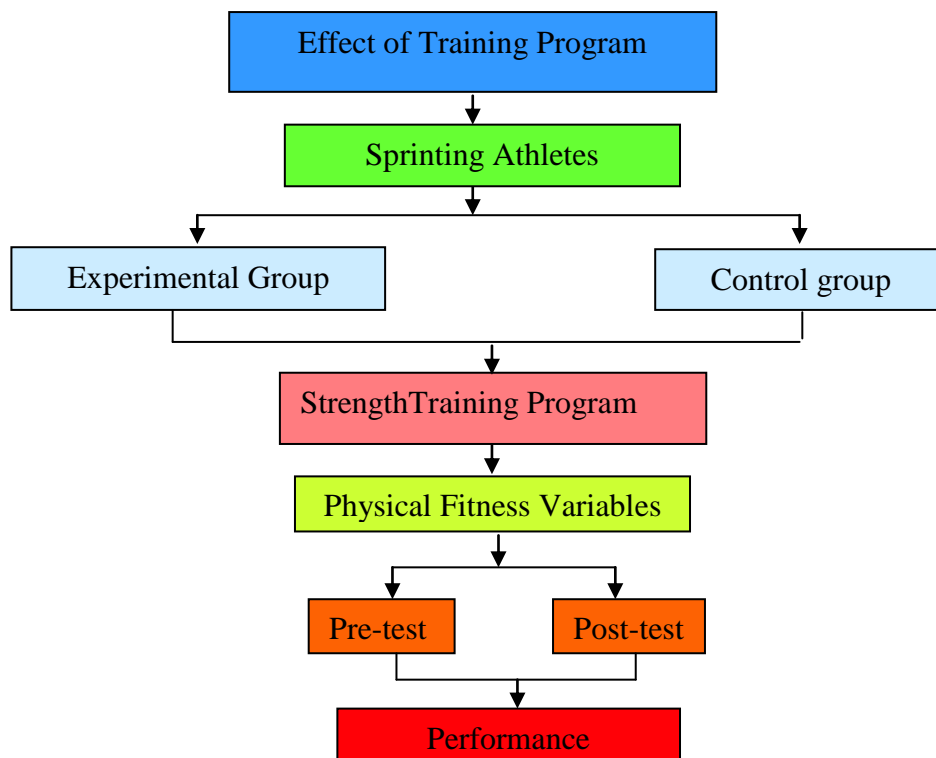 Effect of Training Program
Sprinting Athletes
Experimental Group
Control group
StrengthTraining Program
Physical Fitness Variables
Pre-test
Post-test
Performance